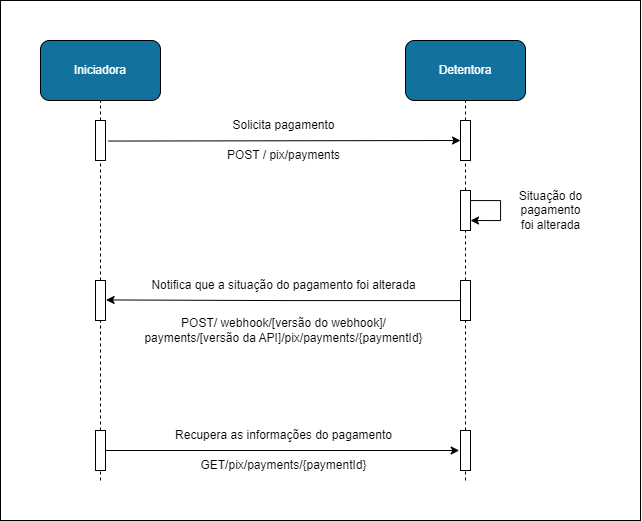 Iniciadora
Detentora
Solicita pagamento
POST / pix/payments
Situação do
pagamento
foi alterada
Notifica que a situação do pagamento foi alterada
POST/ webhook/[versão do webhook]/
payments/[versão da API]/pix/payments/{paymentId}
Recupera as informações do pagamento
GET/pix/payments/{paymentId}